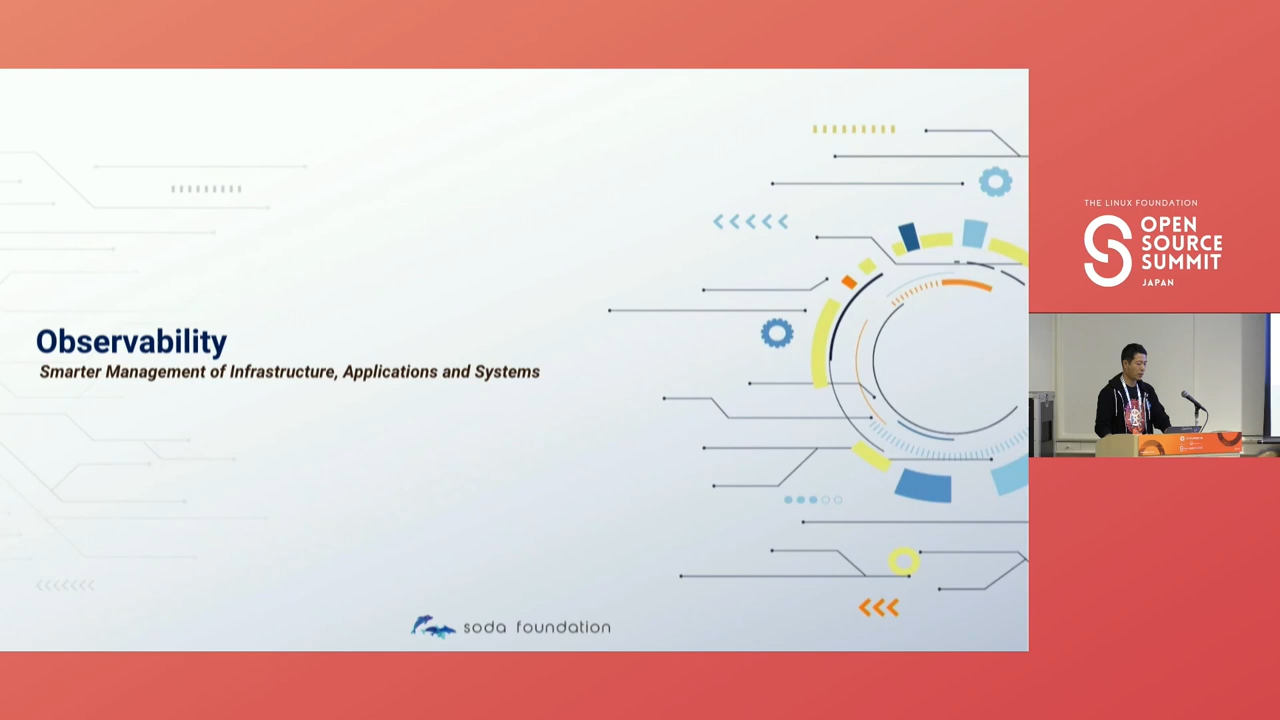 Observability
Smarter Management of Infrastructure, Applications and Systems
soda foundation
THE LINUX FOUNDATION
OPEN
SOURCE
SUMMIT
JAPAN